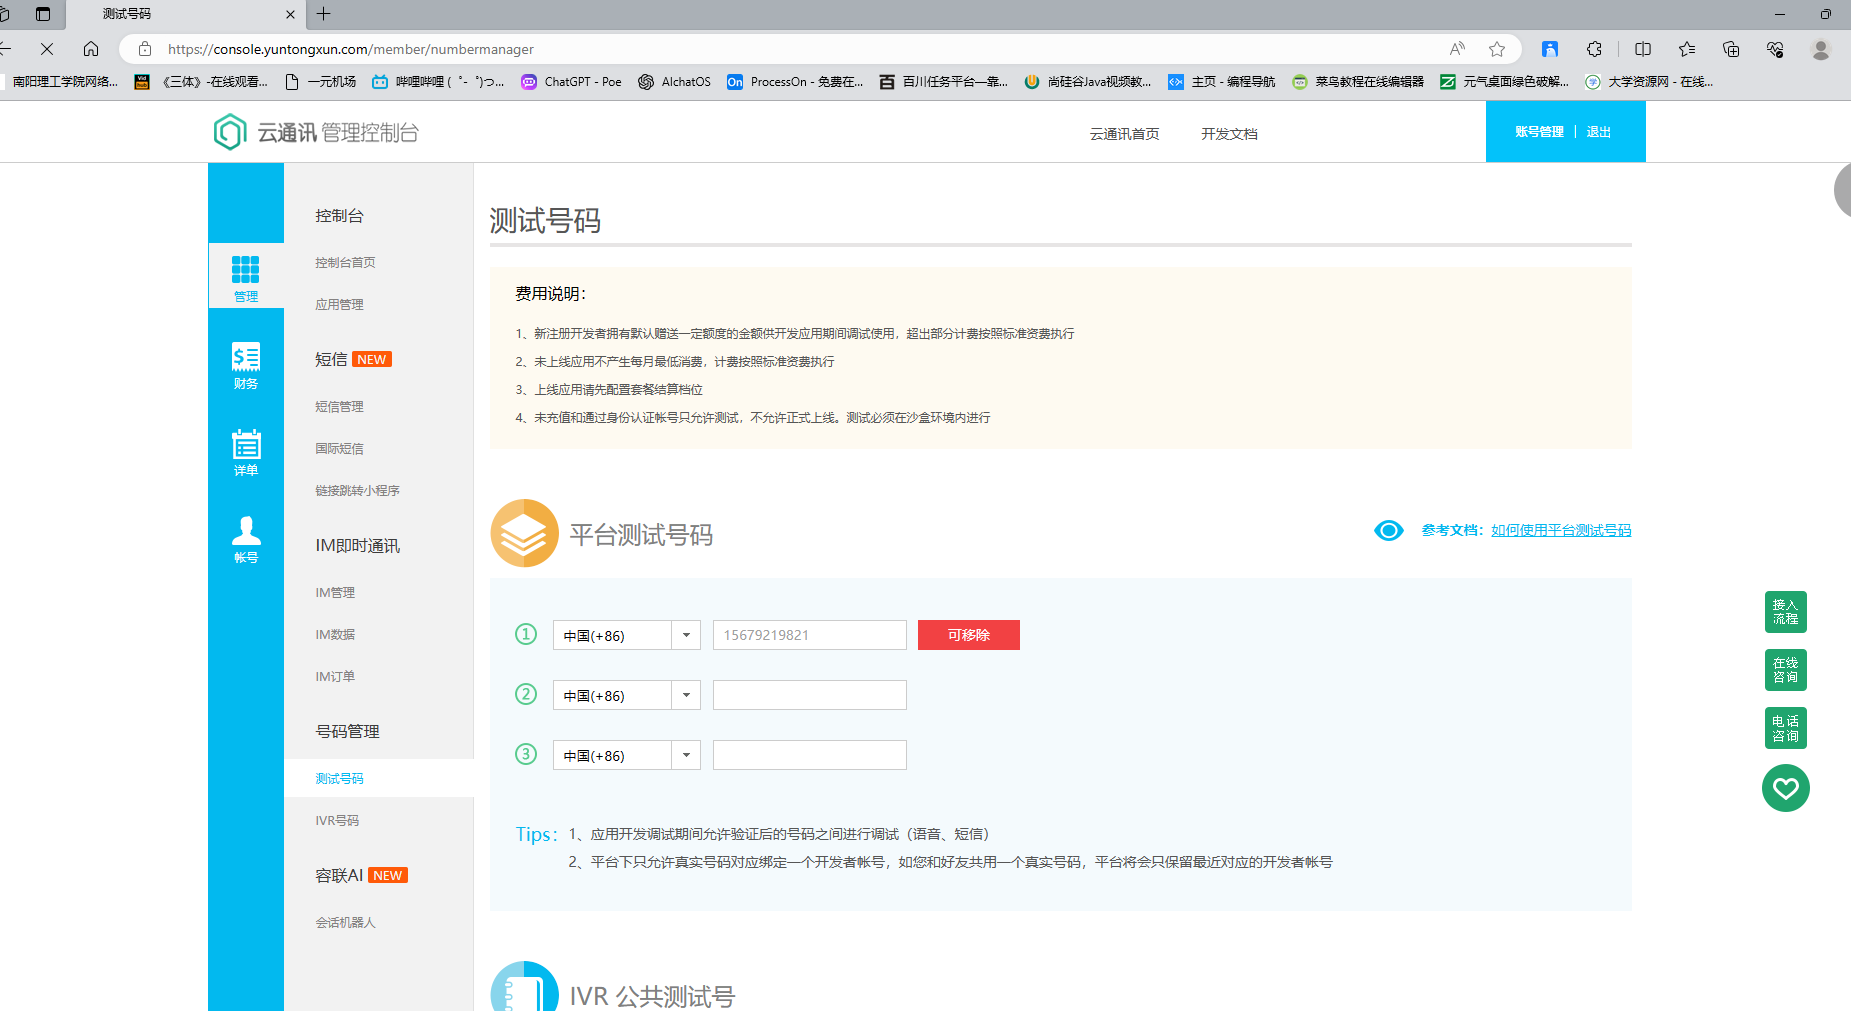 测试号码
https://console.yuntongxun.com/member/numbermanager
南阳理工学院网络... 《三体》-在线观看... 一元机场 哔哩哔哩 (゜-゜)つ... ChatGPT - Poe AIchatOS ProcessOn - 免费在... 百川任务平台一靠... 尚硅谷Java视频教... 主页 - 编程导航 菜鸟教程在线编辑器 元气桌面绿色破解... 大学资源网 - 在线...
云通讯 管理控制台 云通讯首页 开发文档 账号管理 | 退出
管理
财务
详单
帐号
控制台
控制台首页
应用管理
短信 NEW
短信管理
国际短信
链接跳转小程序
IM即时通讯
IM管理
IM数据
IM订单
号码管理
测试号码
IVR号码
容联AI NEW
会话机器人
测试号码
费用说明：
1、新注册开发者拥有默认赠送一定额度的金额供开发应用期间调试使用，超出部分计费按照标准资费执行
2、未上线应用不产生每月最低消费，计费按照标准资费执行
3、上线应用请先配置套餐结算档位
4、未充值和通过身份认证帐号只允许测试，不允许正式上线。测试必须在沙盒环境内进行
平台测试号码 参考文档：如何使用平台测试号码
1 中国(+86) 15679219821 可移除
2 中国(+86)
3 中国(+86)
Tips：1、应用开发调试期间允许验证后的号码之间进行调试（语音、短信）
2、平台下只允许真实号码对应绑定一个开发者帐号，如您和好友共用一个真实号码，平台将会只保留最近对应的开发者帐号
IVR 公共测试号
接入
流程
在线
咨询
电话
咨询